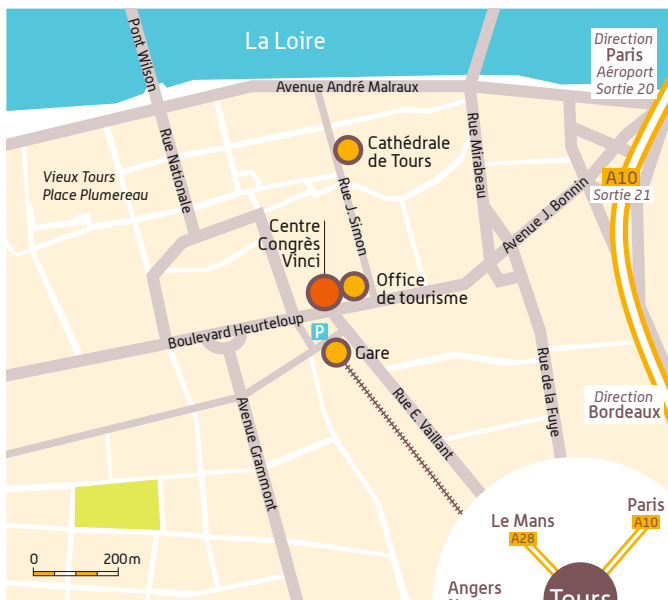 Pont Wilson
La Loire
Direction
Paris
Aéroport
Sortie 20
Avenue André Malraux
Rue Nationale
Rue Mirabeau
Cathédrale
de Tours
Vieux Tours
Place Plumereau
Rue J. Simon
A10
Sortie 21
Avenue J. Bonnin
Centre
Congrès
Vinci
Office
de tourisme
Boulevard Heurteloup
P
Gare
Rue de la Fuye
Rue E. Vaillant
Avenue Grammont
Direction
Bordeaux
Le Mans
A28
Paris
A10
0 200m
Angers
Tours